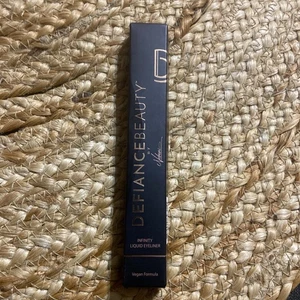 DEFIANCEBEAUTY
INFINITY
LIQUID EYELINER
Vegan Formula